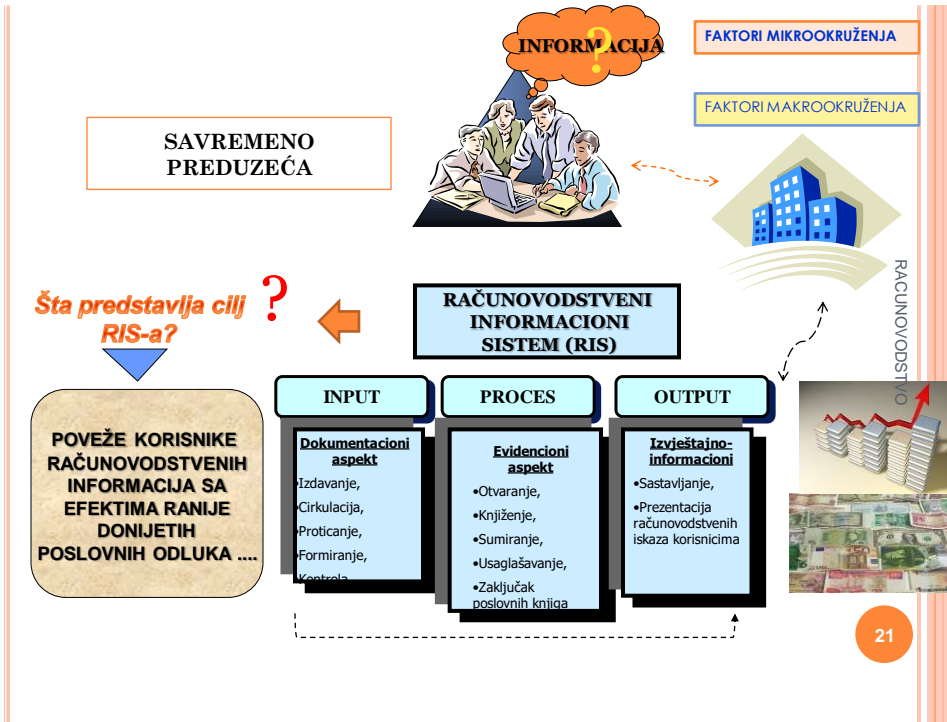 INFORMACIJA
?
FAKTORI MIKROOKRUŽENJA
FAKTORI MAKROOKRUŽENJA
SAVREMENO
PREDUZEĆA
RACUNOVODSTVO
Šta predstavlja cilj
RIS-a?
?
RAČUNOVODSTVENI
INFORMACIONI
SISTEM (RIS)
POVEŽE KORISNIKE
RAČUNOVODSTVENIH
INFORMACIJA SA
EFEKTIMA RANIJE
DONIJETIH
POSLOVNIH ODLUKA ....
INPUT
Dokumentacioni
aspekt
•Izdavanje,
•Cirkulacija,
•Proticanje,
•Formiranje,
•Kontrola
PROCES
Evidencioni
aspekt
•Otvaranje,
•Knjiženje,
•Sumiranje,
•Usaglašavanje,
•Zaključak
poslovnih knjiga
OUTPUT
Izvještajno-
informacioni
•Sastavljanje,
•Prezentacija
računovodstvenih
iskaza korisnicima
21